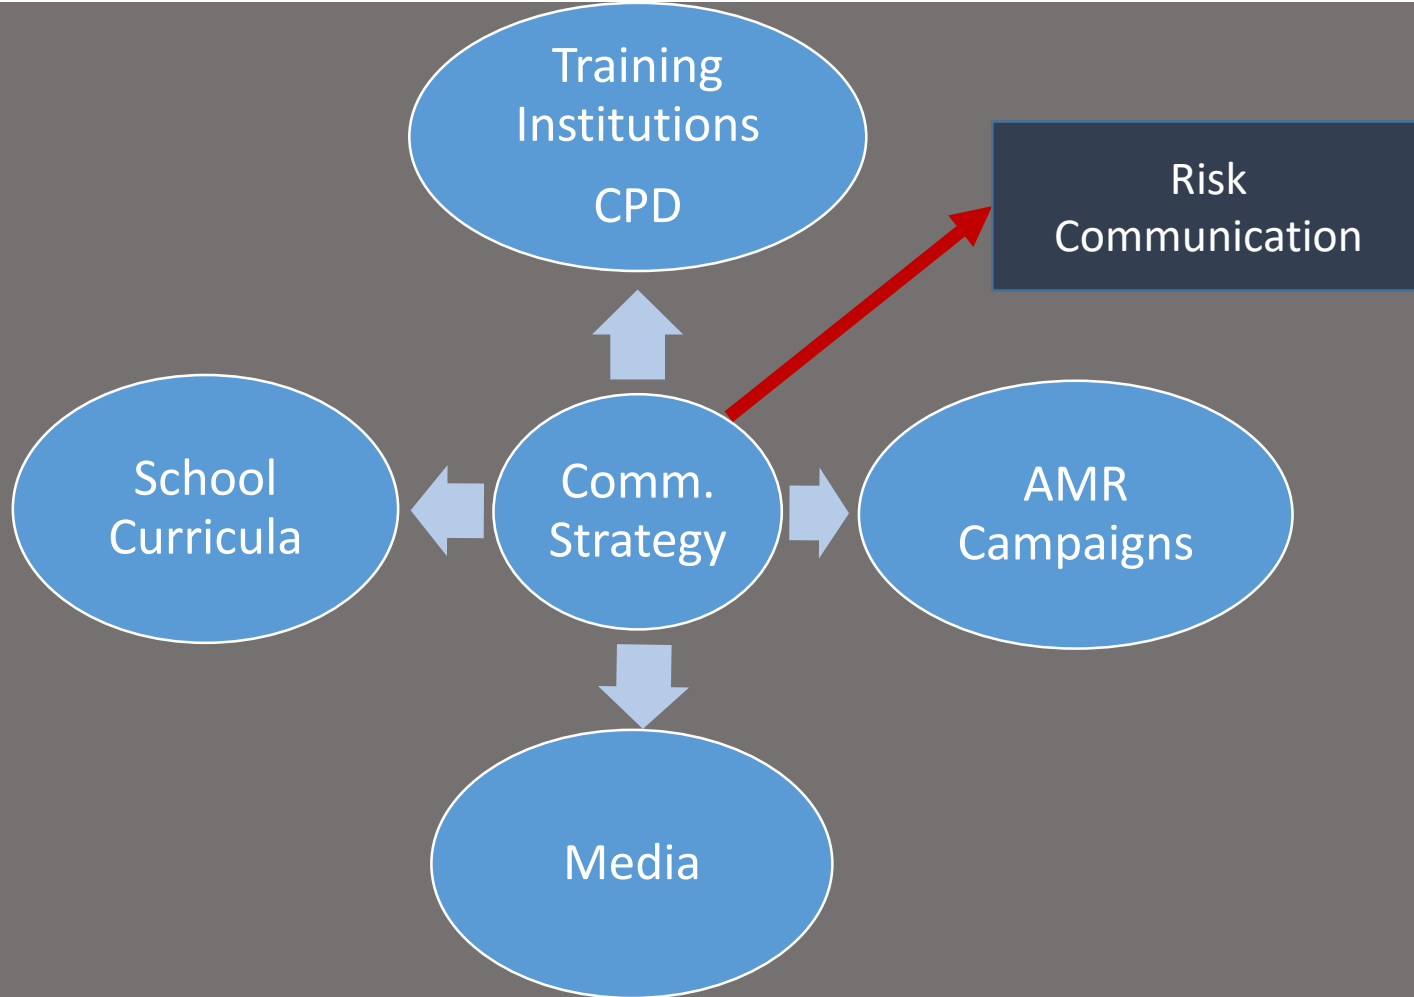 Training
Institutions
CPD
Risk
Communication
School
Curricula
Comm.
Strategy
AMR
Campaigns
Media